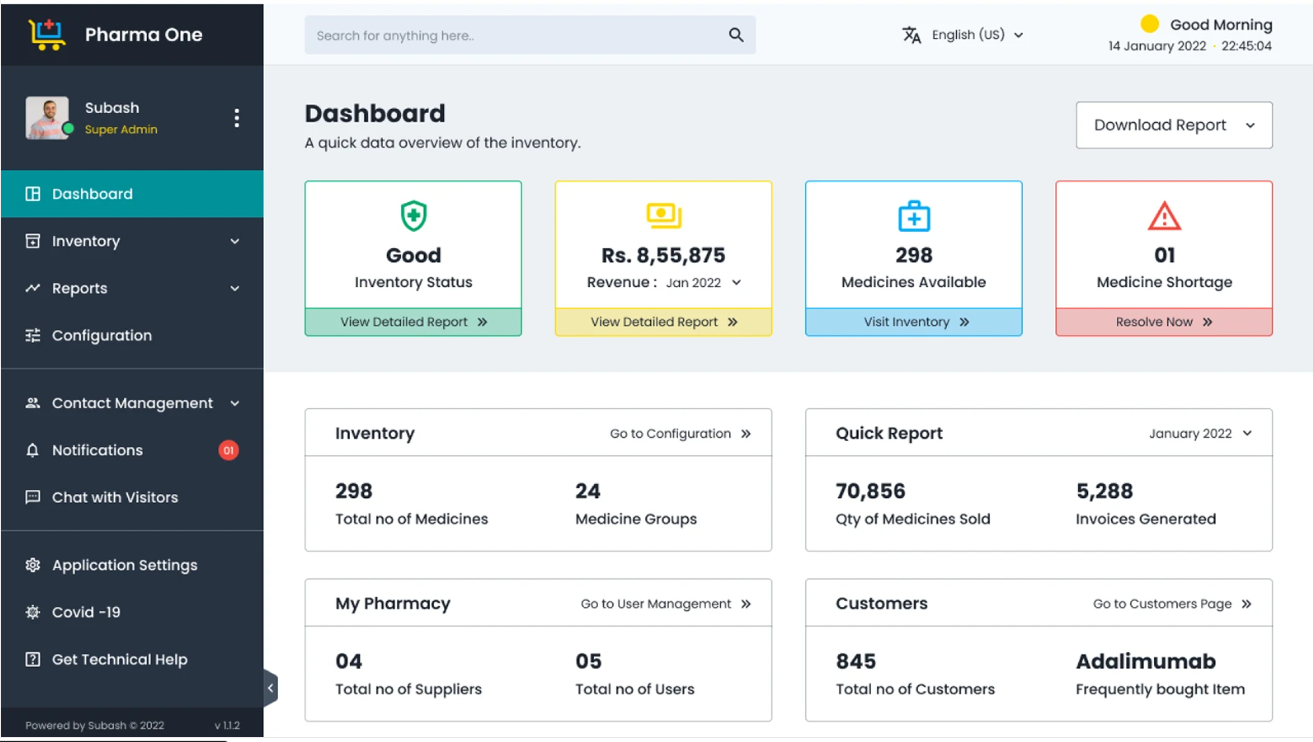 Pharma One
Search for anything here..
English (US)
Good Morning
14 January 2022 · 22:45:04
Subash
Super Admin
Dashboard
Inventory
Reports
Configuration
Contact Management
Notifications
01
Chat with Visitors
Application Settings
Covid -19
Get Technical Help
Powered by Subash © 2022
v 1.1.2
Dashboard
A quick data overview of the inventory.
Download Report
Good
Inventory Status
View Detailed Report »
Rs. 8,55,875
Revenue : Jan 2022
View Detailed Report »
298
Medicines Available
Visit Inventory »
01
Medicine Shortage
Resolve Now »
Inventory
Go to Configuration »
298
Total no of Medicines
24
Medicine Groups
Quick Report
January 2022
70,856
Qty of Medicines Sold
5,288
Invoices Generated
My Pharmacy
Go to User Management »
04
Total no of Suppliers
05
Total no of Users
Customers
Go to Customers Page »
845
Total no of Customers
Adalimumab
Frequently bought Item